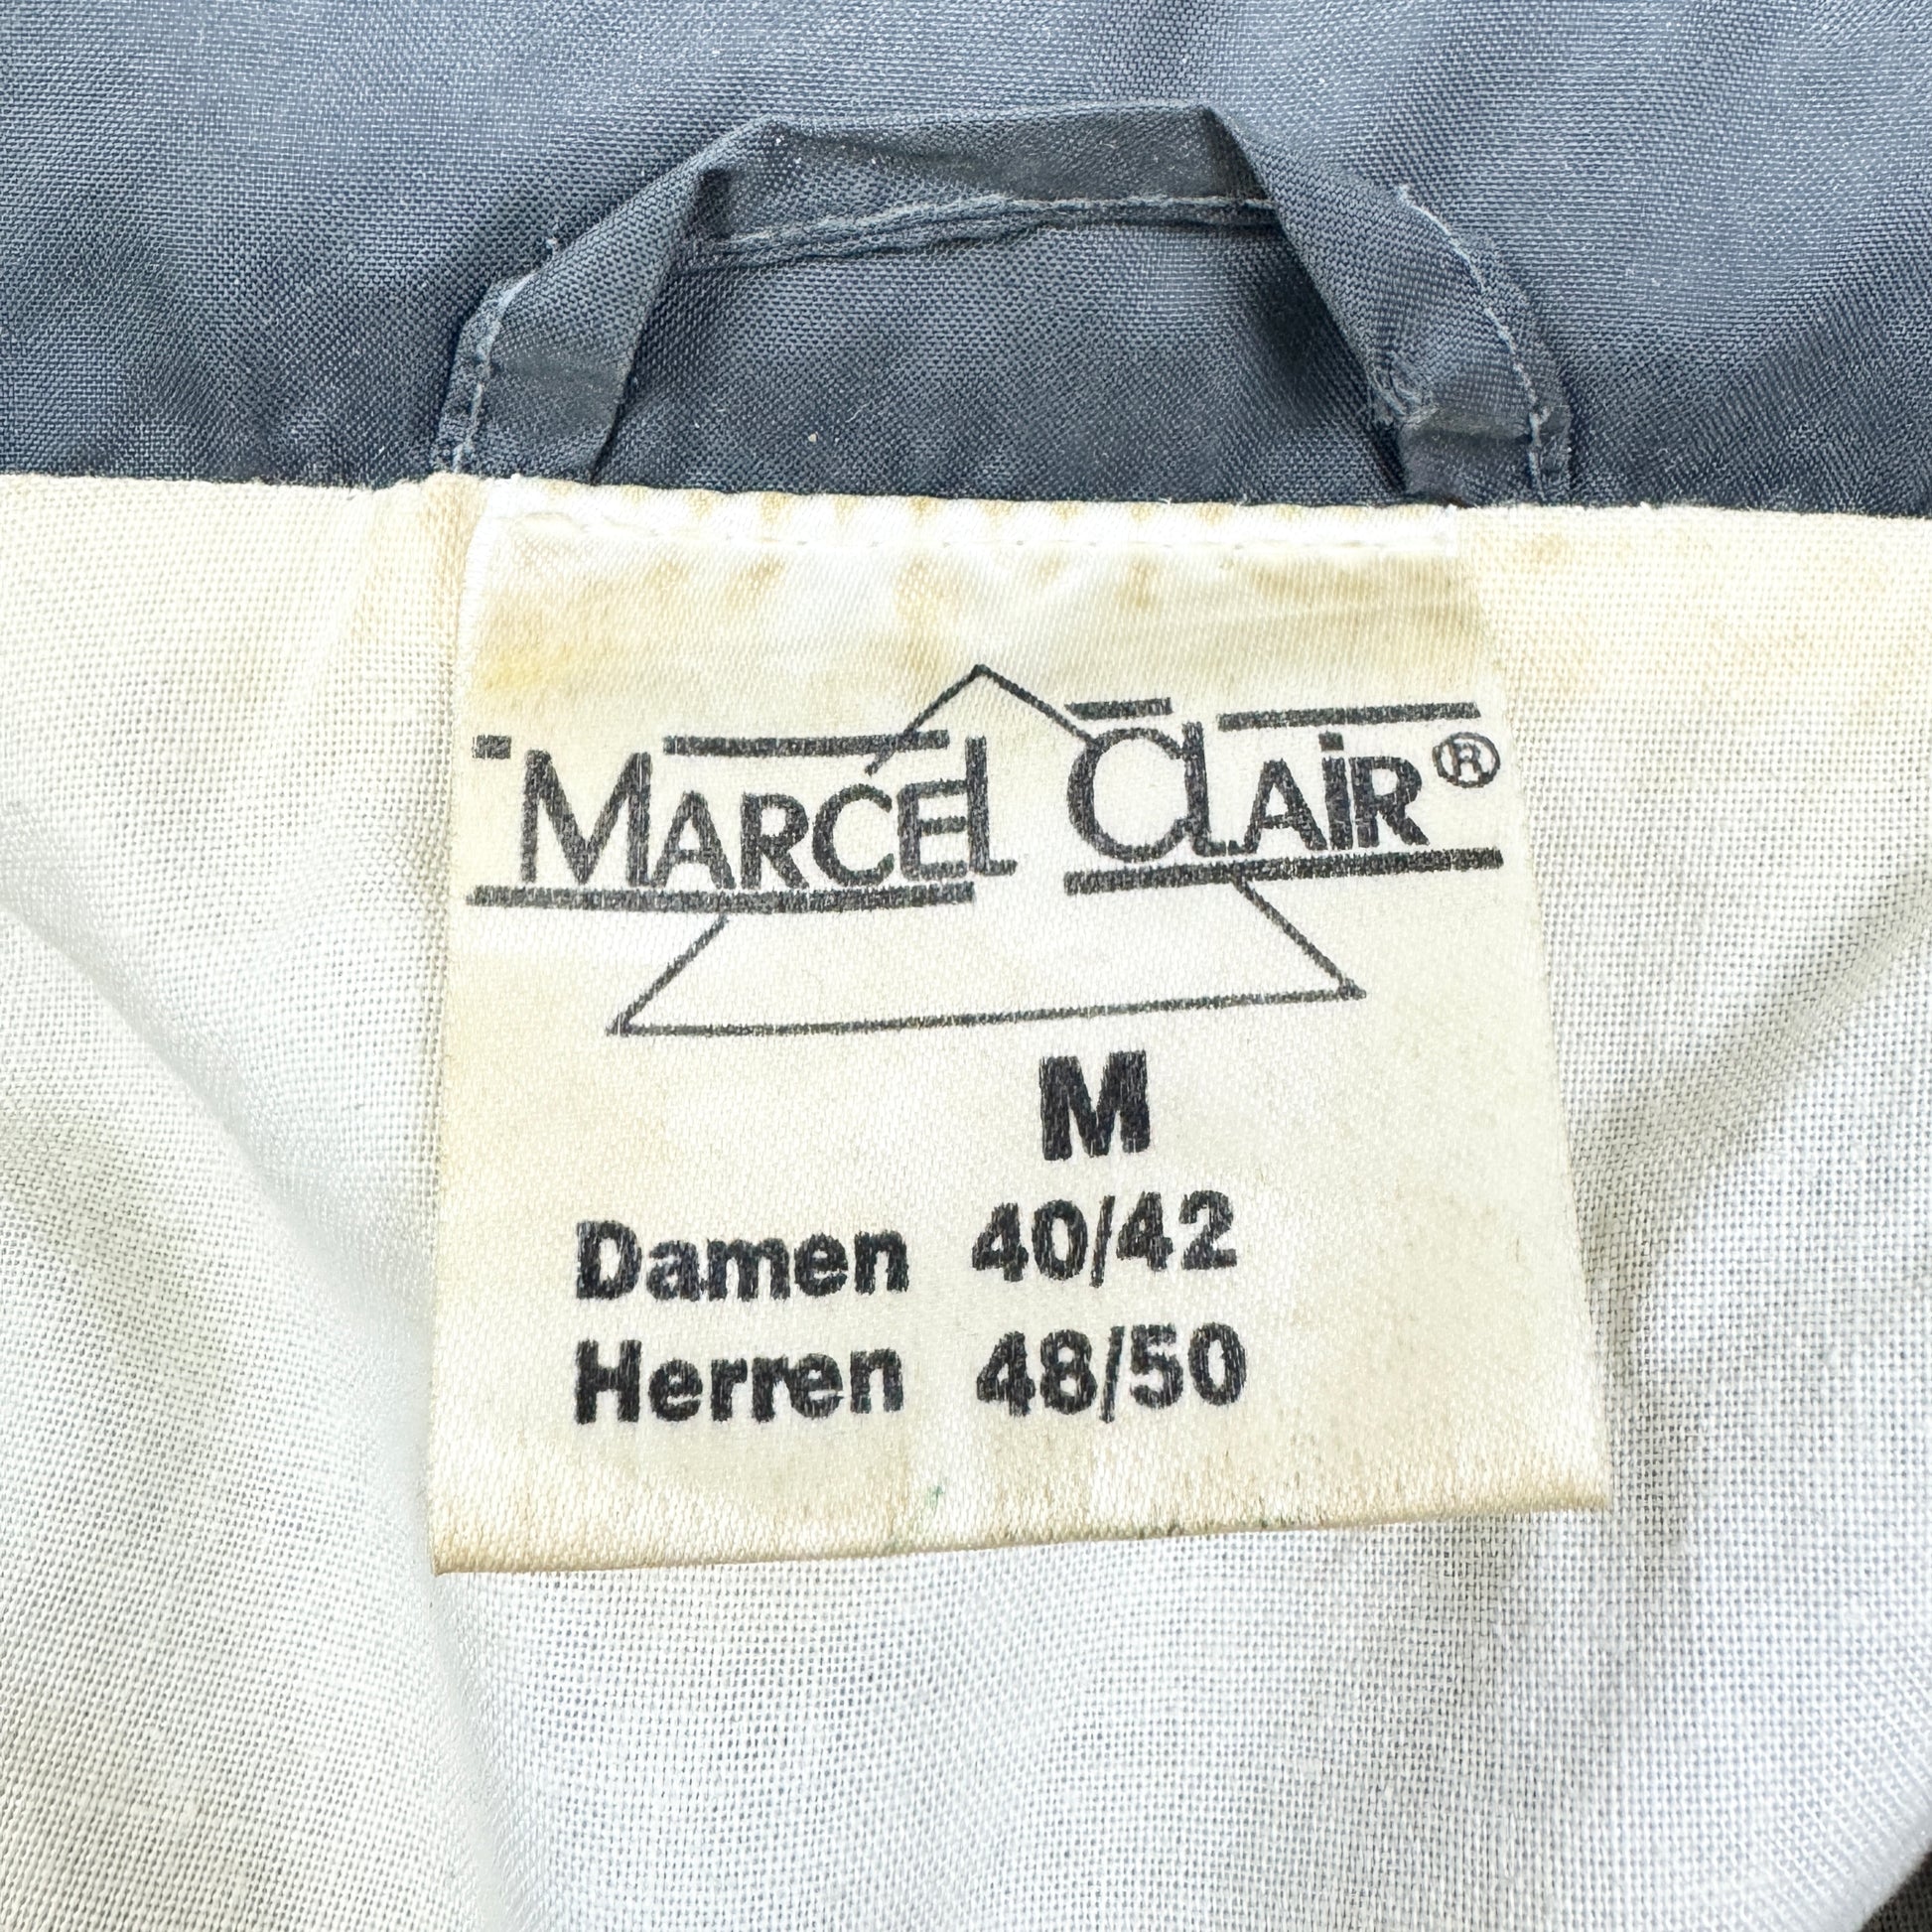 MARCEL CLAIR®
M
Damen 40/42
Herren 48/50